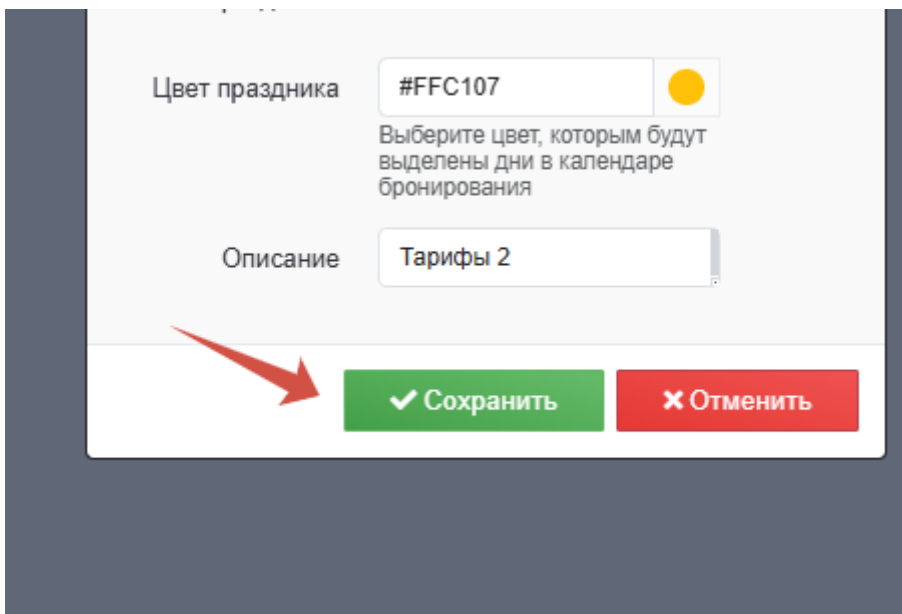 Цвет праздника
#FFC107
Выберите цвет, которым будут
выделены дни в календаре
бронирования
Описание
Тарифы 2
Сохранить
Отменить